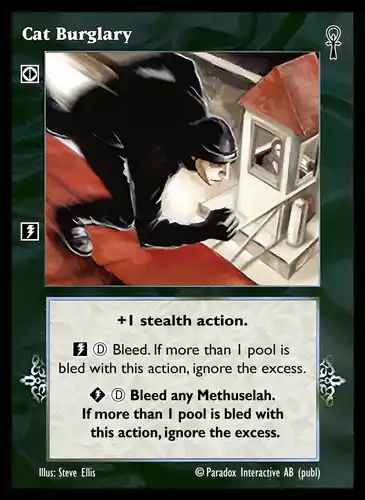 Cat Burglary
+1 stealth action.
Ⓓ Bleed. If more than 1 pool is
bled with this action, ignore the excess.
Ⓓ Bleed any Methuselah.
If more than 1 pool is bled with
this action, ignore the excess.
Illus: Steve Ellis
© Paradox Interactive AB (publ)